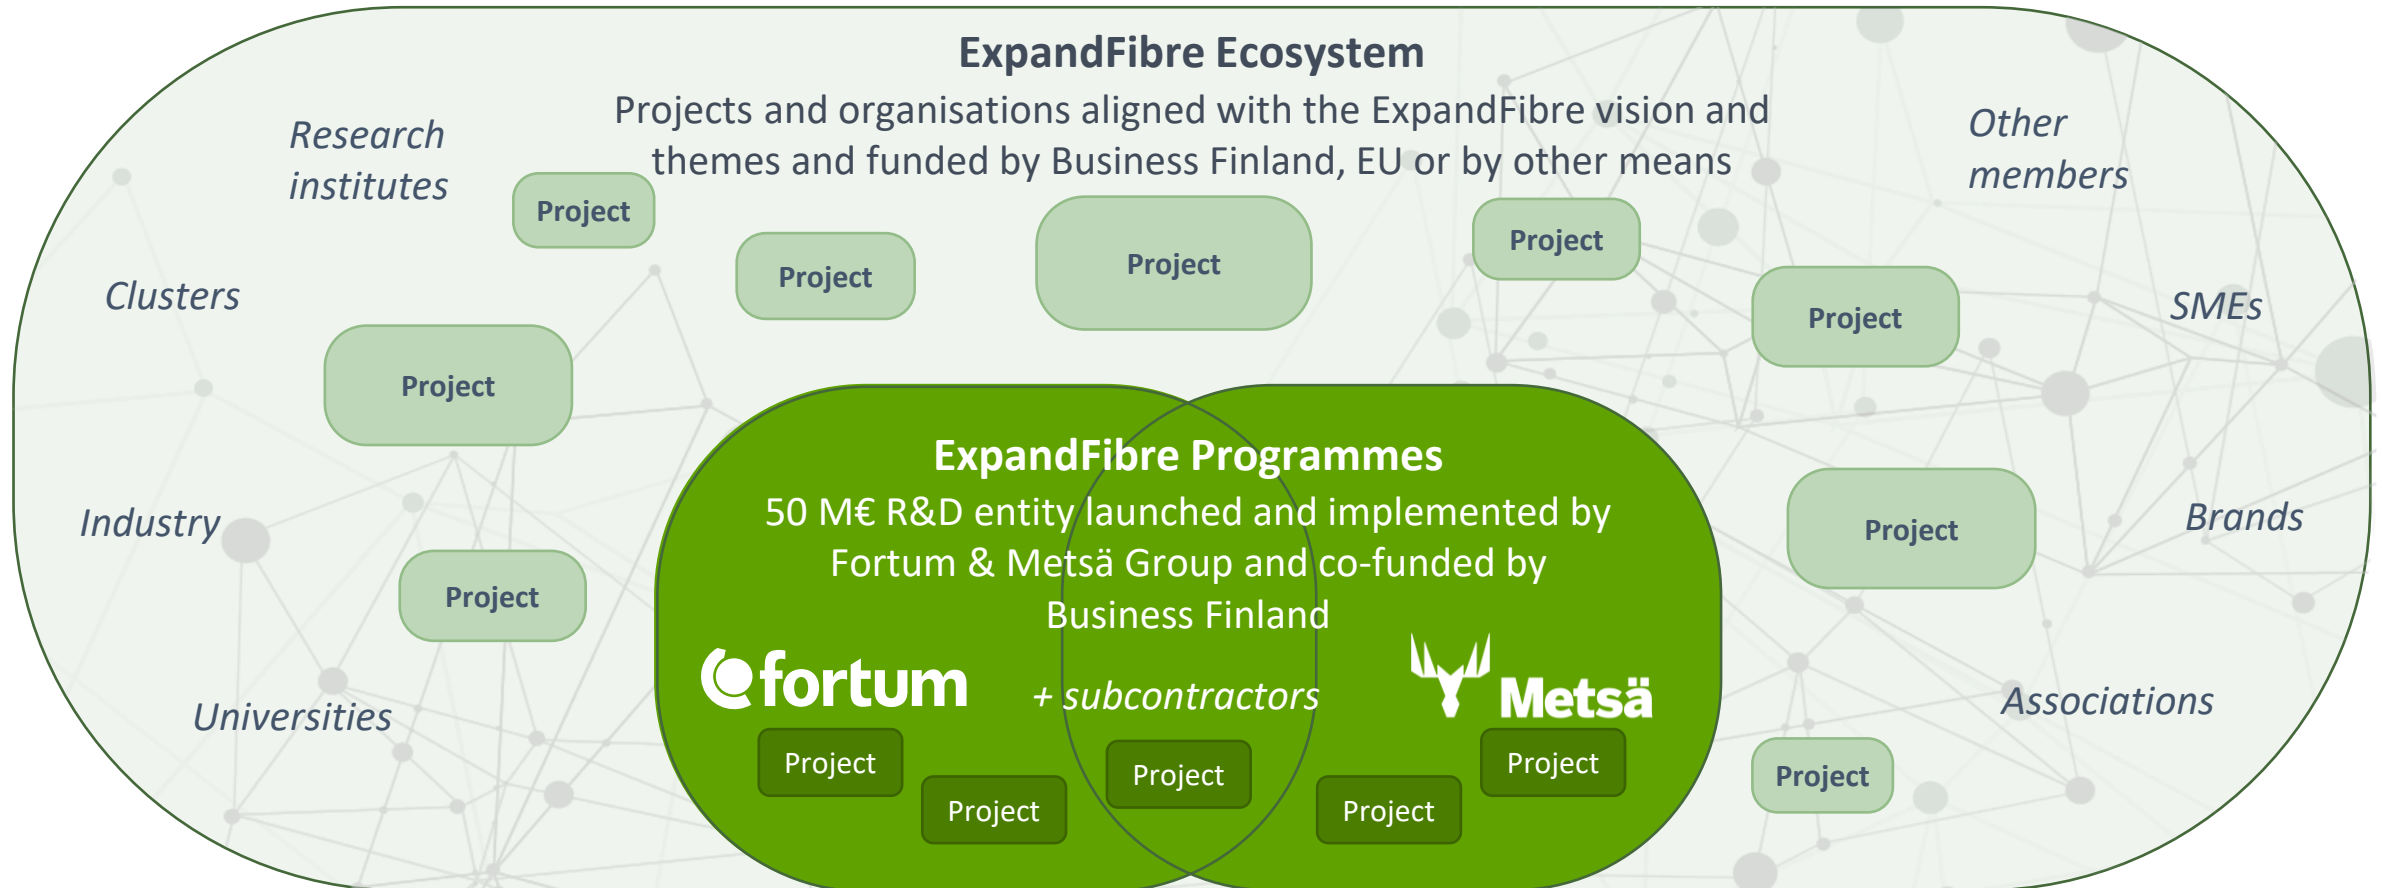 ExpandFibre Ecosystem
Projects and organisations aligned with the ExpandFibre vision and
themes and funded by Business Finland, EU or by other means
Research
institutes
Other
members
Project
Project
Project
Project
Project
Clusters
SMEs
Project
Industry
Brands
Project
Project
Universities
Associations
Project
ExpandFibre Programmes
50 M€ R&D entity launched and implemented by
Fortum & Metsä Group and co-funded by
Business Finland
fortum
+ subcontractors
Metsä
Project
Project
Project
Project
Project